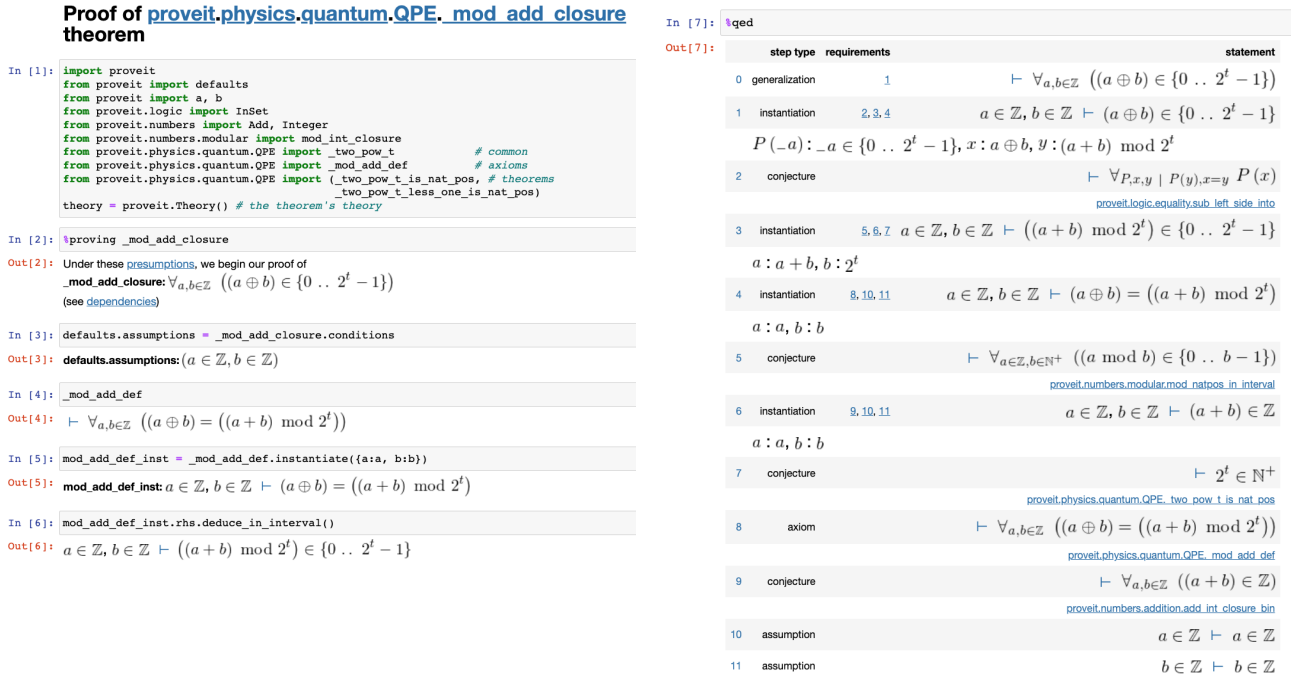 Proof of proveit.physics.quantum.QPE._mod_add_closure
theorem
In [1]: import proveit
from proveit import defaults
from proveit import a, b
from proveit.logic import InSet
from proveit.numbers import Add, Integer
from proveit.numbers.modular import mod_int_closure
from proveit.physics.quantum.QPE import _two_pow_t # common
from proveit.physics.quantum.QPE import _mod_add_def # axioms
from proveit.physics.quantum.QPE import (_two_pow_t_is_nat_pos, # theorems
_two_pow_t_less_one_is_nat_pos)
theory = proveit.Theory() # the theorem's theory
In [2]: %proving _mod_add_closure
Out[2]: Under these presumptions, we begin our proof of
_mod_add_closure: ∀a,b∈ℤ ((a ⊕ b) ∈ {0 .. 2^t − 1})
(see dependencies)
In [3]: defaults.assumptions = _mod_add_closure.conditions
Out[3]: defaults.assumptions: (a ∈ ℤ, b ∈ ℤ)
In [4]: _mod_add_def
Out[4]: ⊢ ∀a,b∈ℤ ((a ⊕ b) = ((a + b) mod 2^t))
In [5]: mod_add_def_inst = _mod_add_def.instantiate({a:a, b:b})
Out[5]: mod_add_def_inst: a ∈ ℤ, b ∈ ℤ ⊢ (a ⊕ b) = ((a + b) mod 2^t)
In [6]: mod_add_def_inst.rhs.deduce_in_interval()
Out[6]: a ∈ ℤ, b ∈ ℤ ⊢ ((a + b) mod 2^t) ∈ {0 .. 2^t − 1}
In [7]: %qed
Out[7]: step type requirements statement
0 generalization 1 ⊢ ∀a,b∈ℤ ((a ⊕ b) ∈ {0 .. 2^t − 1})
1 instantiation 2, 3, 4 a ∈ ℤ, b ∈ ℤ ⊢ (a ⊕ b) ∈ {0 .. 2^t − 1}
P(_a) : _a ∈ {0 .. 2^t − 1}, x : a ⊕ b, y : (a + b) mod 2^t
2 conjecture ⊢ ∀P,x,y | P(y),x=y P(x)
proveit.logic.equality.sub_left_side_into
3 instantiation 5, 6, 7 a ∈ ℤ, b ∈ ℤ ⊢ ((a + b) mod 2^t) ∈ {0 .. 2^t − 1}
a : a + b, b : 2^t
4 instantiation 8, 10, 11 a ∈ ℤ, b ∈ ℤ ⊢ (a ⊕ b) = ((a + b) mod 2^t)
a : a, b : b
5 conjecture ⊢ ∀a∈ℤ,b∈ℕ⁺ ((a mod b) ∈ {0 .. b − 1})
proveit.numbers.modular.mod_natpos_in_interval
6 instantiation 9, 10, 11 a ∈ ℤ, b ∈ ℤ ⊢ (a + b) ∈ ℤ
a : a, b : b
7 conjecture ⊢ 2^t ∈ ℕ⁺
proveit.physics.quantum.QPE._two_pow_t_is_nat_pos
8 axiom ⊢ ∀a,b∈ℤ ((a ⊕ b) = ((a + b) mod 2^t))
proveit.physics.quantum.QPE._mod_add_def
9 conjecture ⊢ ∀a,b∈ℤ ((a + b) ∈ ℤ)
proveit.numbers.addition.add_int_closure_bin
10 assumption a ∈ ℤ ⊢ a ∈ ℤ
11 assumption b ∈ ℤ ⊢ b ∈ ℤ